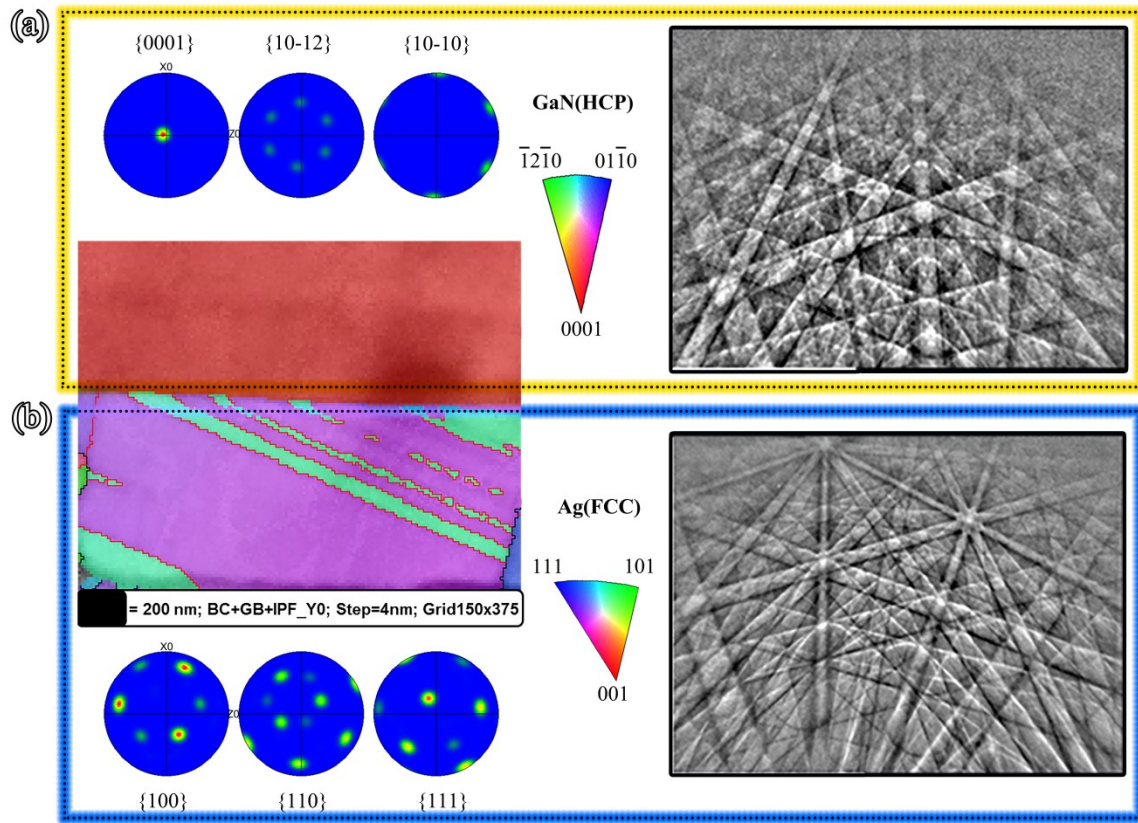 (a)
{0001} {10-12} {10-10}
X0
Z0
GaN(HCP)
1̅21̅0 011̅0
0001
(b)
Ag(FCC)
111 101
001
= 200 nm; BC+GB+IPF_Y0; Step=4nm; Grid150x375
X0
Z0
{100} {110} {111}